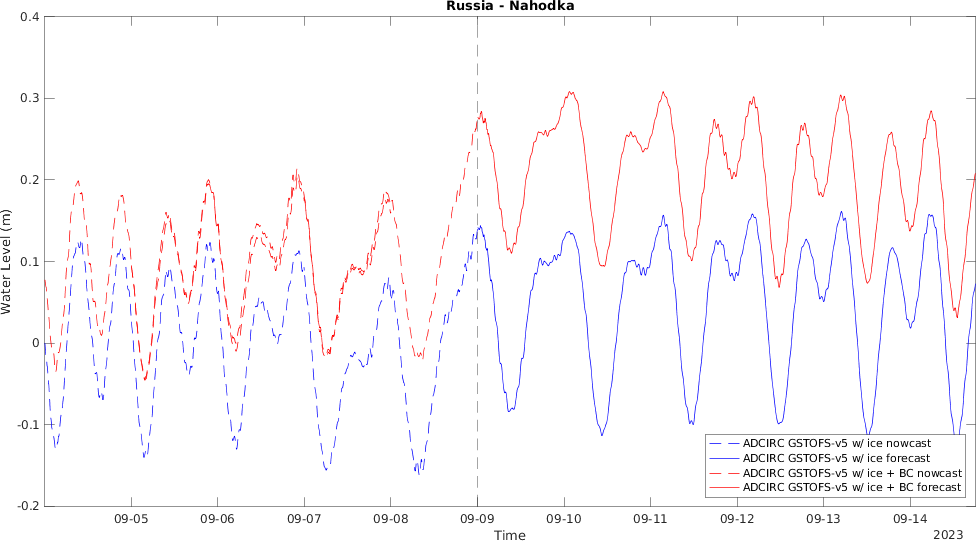 Russia - Nahodka
0.4
0.3
0.2
0.1
0
-0.1
-0.2
Water Level (m)
ADCIRC GSTOFS-v5 w/ ice nowcast
ADCIRC GSTOFS-v5 w/ ice forecast
ADCIRC GSTOFS-v5 w/ ice + BC nowcast
ADCIRC GSTOFS-v5 w/ ice + BC forecast
09-05 09-06 09-07 09-08 09-09 09-10 09-11 09-12 09-13 09-14
Time
2023